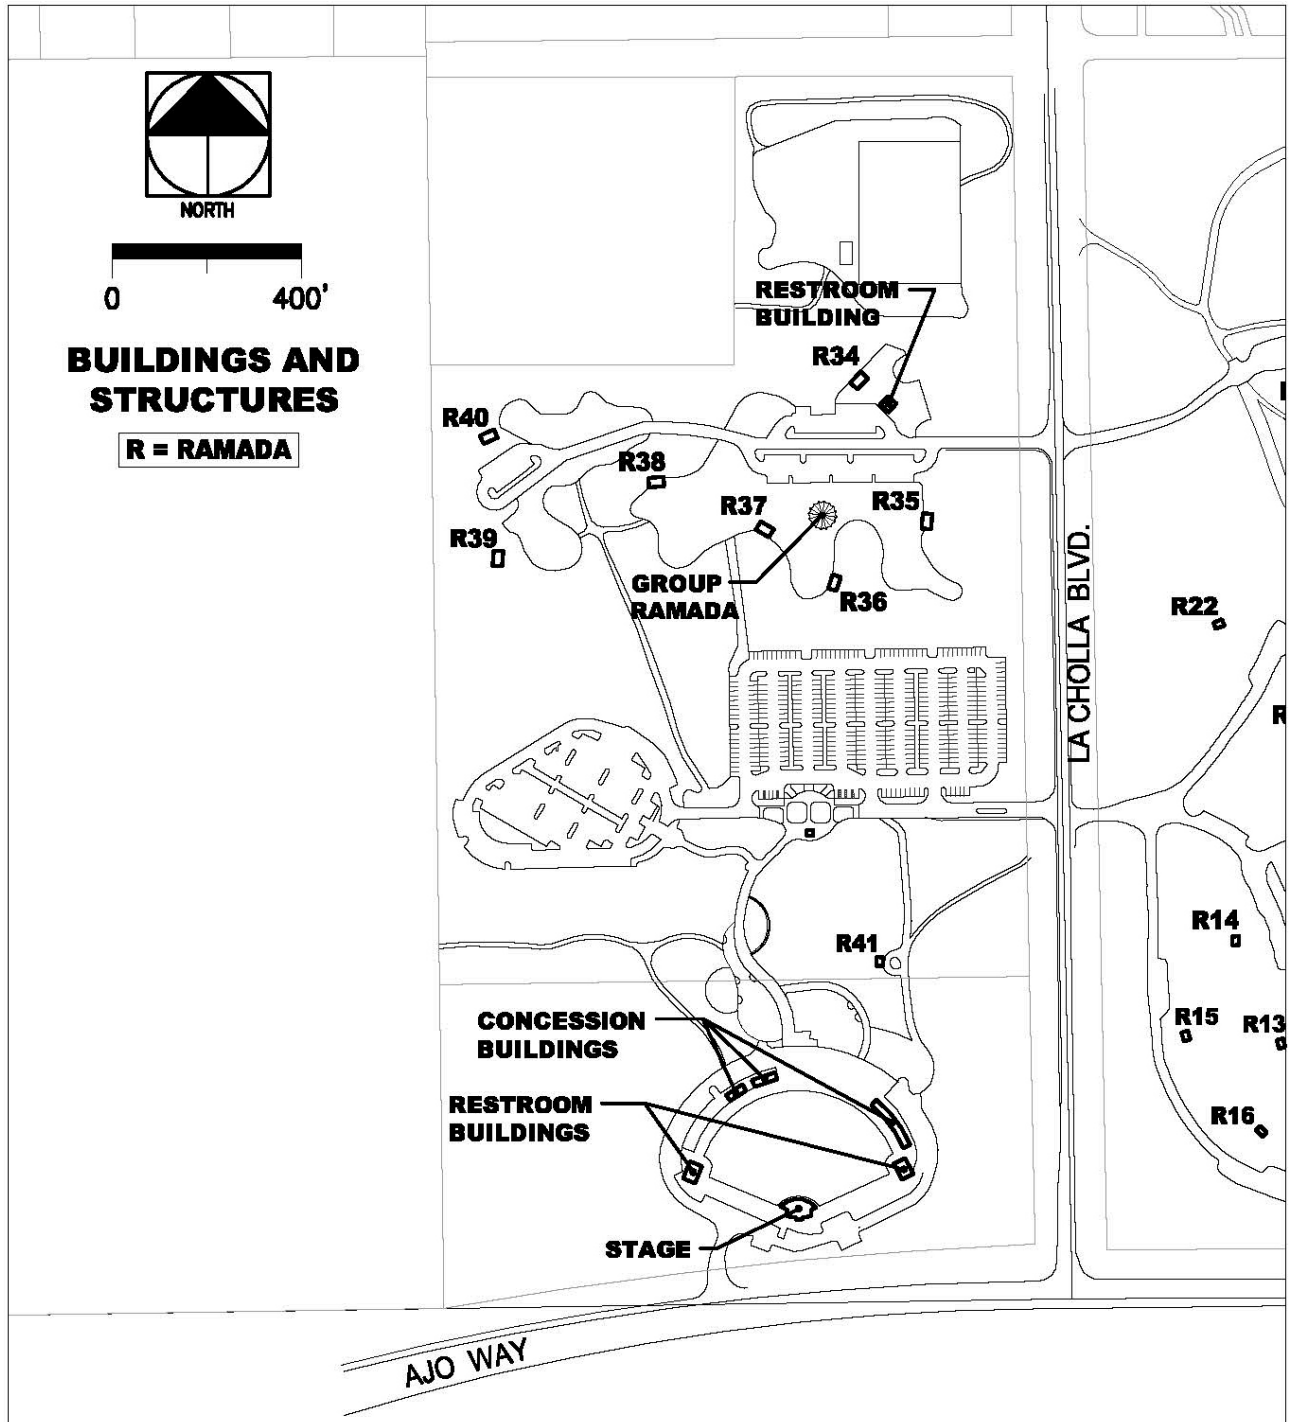 NORTH
0 400'
BUILDINGS AND
STRUCTURES
R = RAMADA
RESTROOM
BUILDING
R34
R40
R38
R37
R35
R39
GROUP
RAMADA
R36
LA CHOLLA BLVD.
R22
R
R14
R41
R15
R13
CONCESSION
BUILDINGS
RESTROOM
BUILDINGS
R16
STAGE
AJO WAY